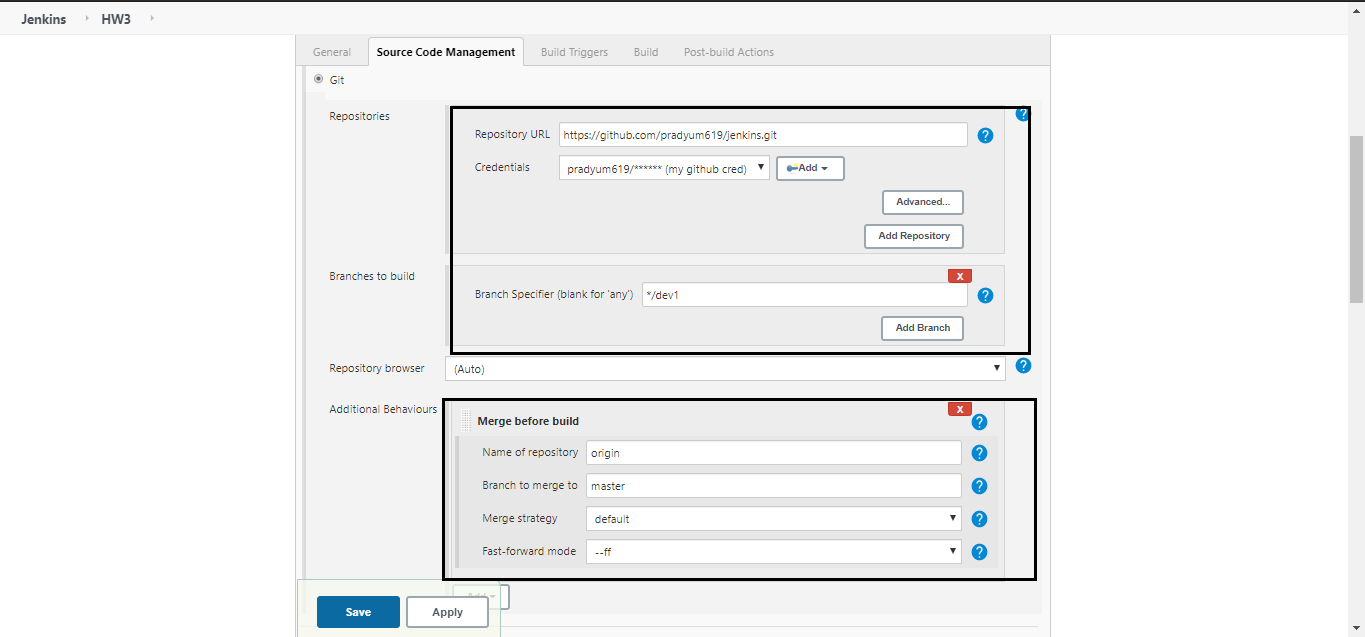 Jenkins HW3
General Source Code Management Build Triggers Build Post-build Actions
Git
Repositories
Repository URL https://github.com/pradyum619/jenkins.git
Credentials pradyum619/****** (my github cred) Add
Advanced...
Add Repository
Branches to build
X
Branch Specifier (blank for 'any') */dev1
Add Branch
Repository browser (Auto)
Additional Behaviours
X
Merge before build
Name of repository origin
Branch to merge to master
Merge strategy default
Fast-forward mode --ff
Add
Save Apply